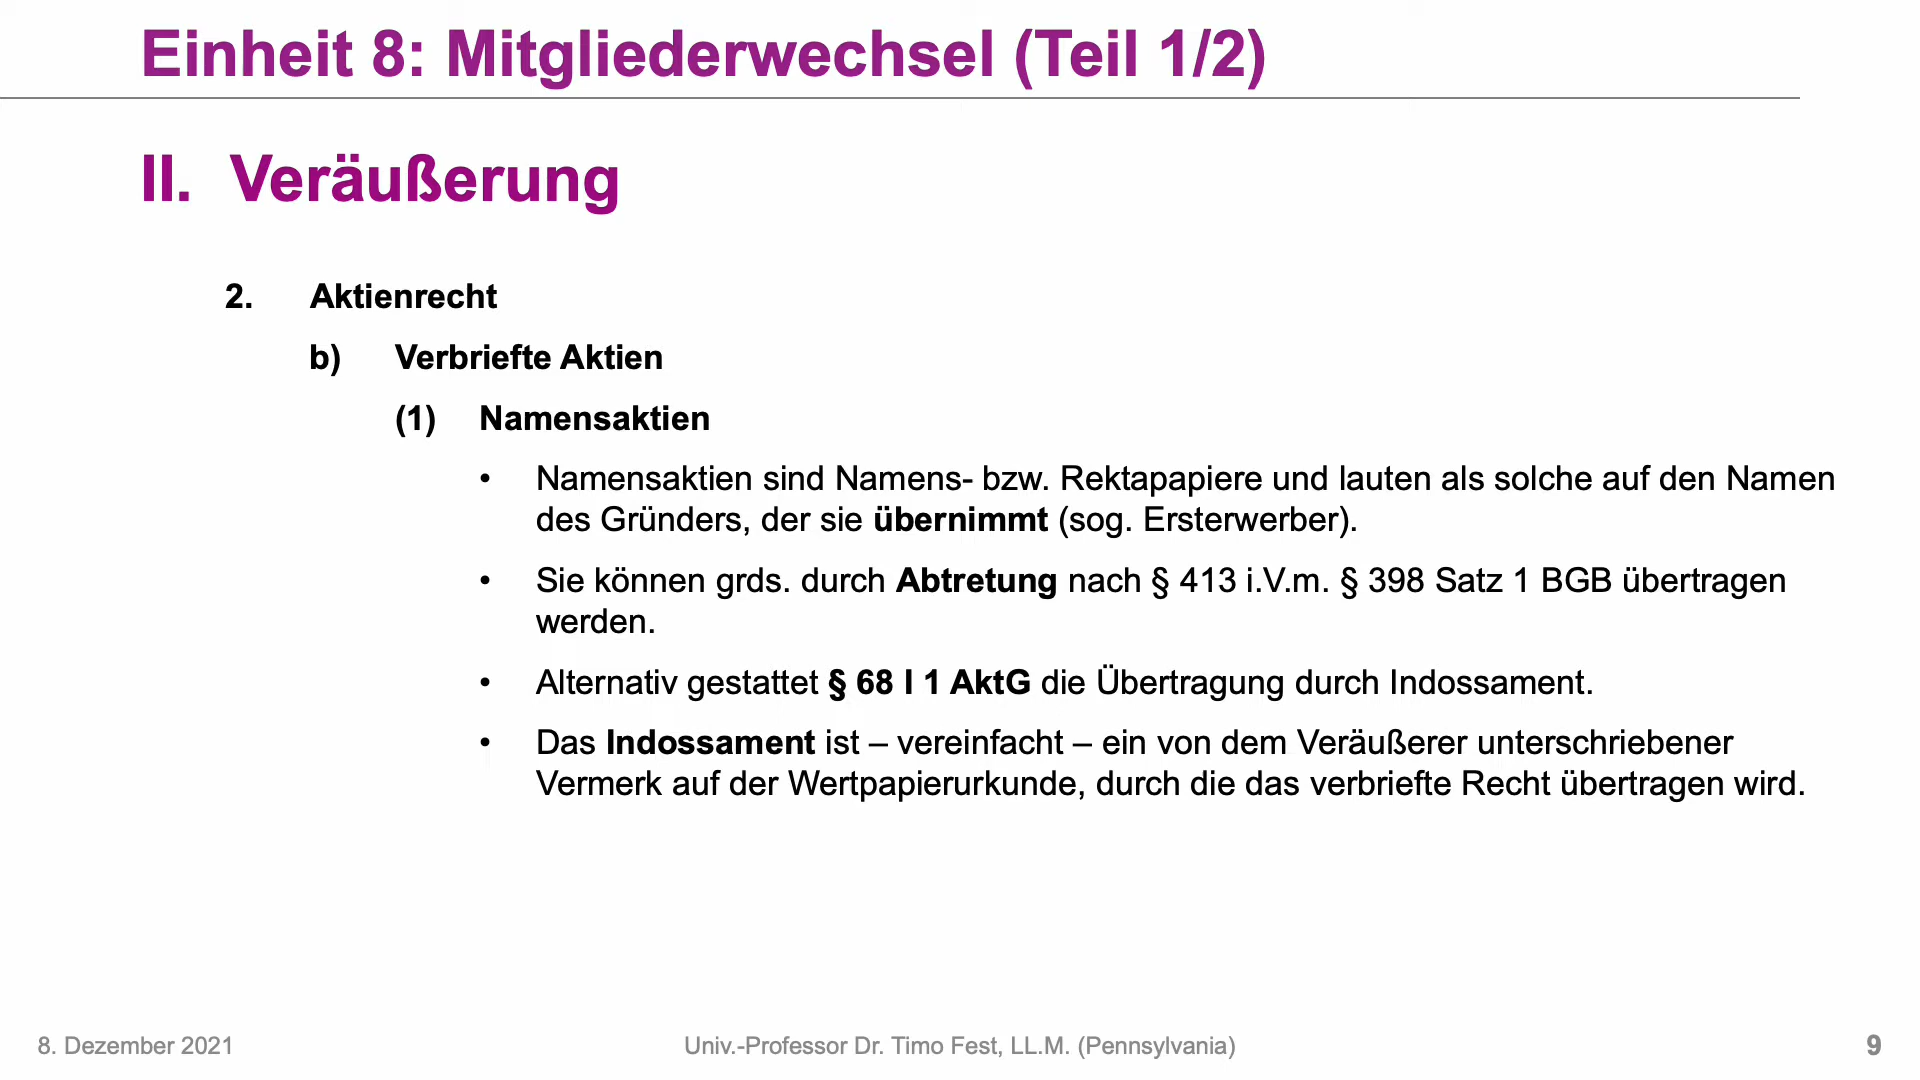 Einheit 8: Mitgliederwechsel (Teil 1/2)
II. Veräußerung
2. Aktienrecht
b) Verbriefte Aktien
(1) Namensaktien
• Namensaktien sind Namens- bzw. Rektapapiere und lauten als solche auf den Namen
des Gründers, der sie übernimmt (sog. Ersterwerber).
• Sie können grds. durch Abtretung nach § 413 i.V.m. § 398 Satz 1 BGB übertragen
werden.
• Alternativ gestattet § 68 I 1 AktG die Übertragung durch Indossament.
• Das Indossament ist – vereinfacht – ein von dem Veräußerer unterschriebener
Vermerk auf der Wertpapierurkunde, durch die das verbriefte Recht übertragen wird.
8. Dezember 2021 Univ.-Professor Dr. Timo Fest, LL.M. (Pennsylvania) 9